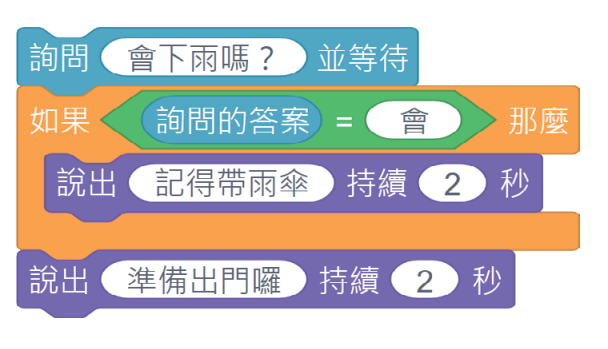 詢問 會下雨嗎？ 並等待
如果 詢問的答案 = 會 那麼
說出 記得帶雨傘 持續 2 秒
說出 準備出門囉 持續 2 秒